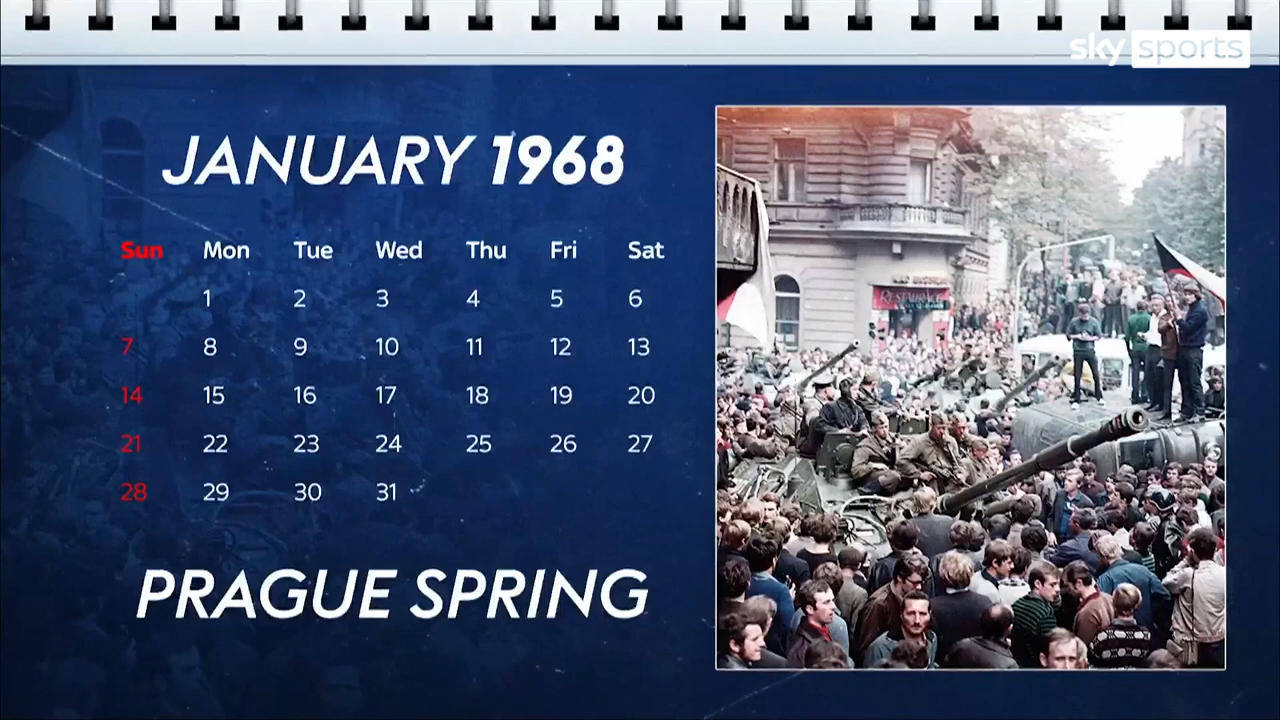 sky sports
JANUARY 1968
Sun Mon Tue Wed Thu Fri Sat
1 2 3 4 5 6
7 8 9 10 11 12 13
14 15 16 17 18 19 20
21 22 23 24 25 26 27
28 29 30 31
PRAGUE SPRING
RESTAURACE